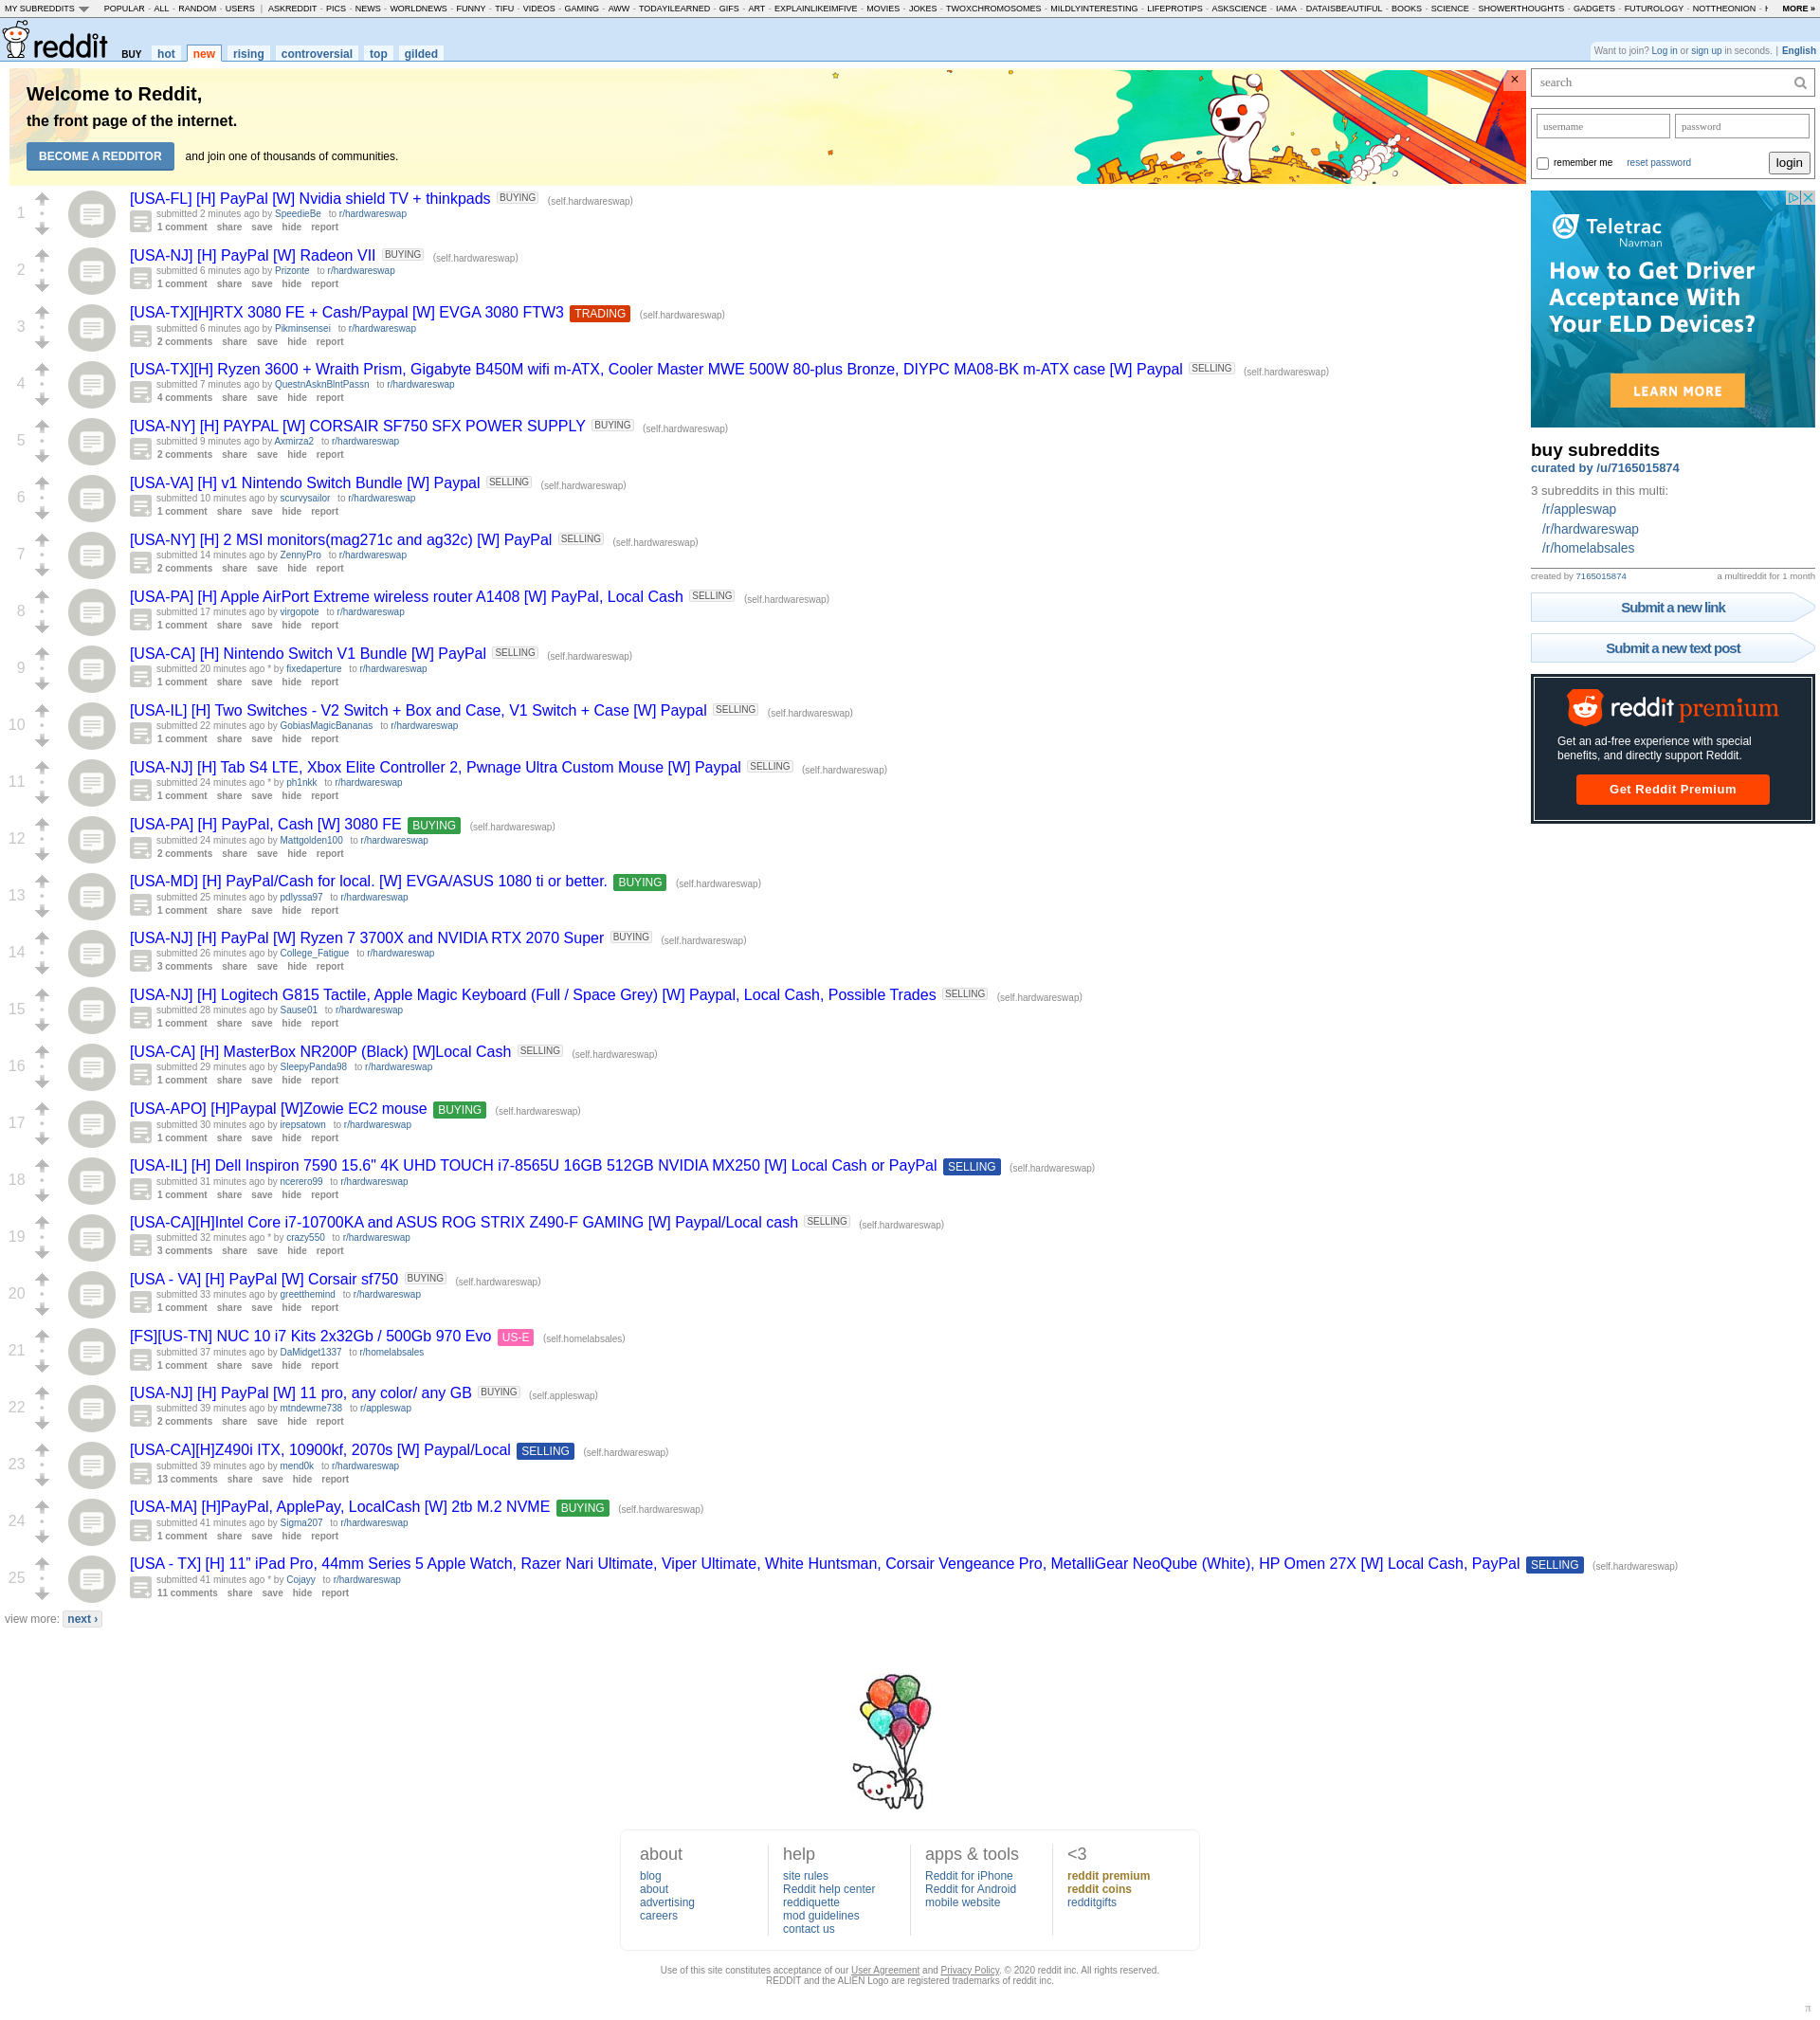 MY SUBREDDITS POPULAR - ALL - RANDOM - USERS | ASKREDDIT - PICS - NEWS - WORLDNEWS - FUNNY - TIFU - VIDEOS - GAMING - AWW - TODAYILEARNED - GIFS - ART - EXPLAINLIKEIMFIVE - MOVIES - JOKES - TWOXCHROMOSOMES - MILDLYINTERESTING - LIFEPROTIPS - ASKSCIENCE - IAMA - DATAISBEAUTIFUL - BOOKS - SCIENCE - SHOWERTHOUGHTS - GADGETS - FUTUROLOGY - NOTTHEONION - MORE »
reddit BUY hot new rising controversial top gilded
Want to join? Log in or sign up in seconds. | English
Welcome to Reddit,
the front page of the internet.
BECOME A REDDITOR and join one of thousands of communities.
×
1 [USA-FL] [H] PayPal [W] Nvidia shield TV + thinkpads BUYING (self.hardwareswap)
submitted 2 minutes ago by SpeedieBe to r/hardwareswap
1 comment share save hide report
2 [USA-NJ] [H] PayPal [W] Radeon VII BUYING (self.hardwareswap)
submitted 6 minutes ago by Prizonte to r/hardwareswap
1 comment share save hide report
3 [USA-TX][H]RTX 3080 FE + Cash/Paypal [W] EVGA 3080 FTW3 TRADING (self.hardwareswap)
submitted 6 minutes ago by Pikminsensei to r/hardwareswap
2 comments share save hide report
4 [USA-TX][H] Ryzen 3600 + Wraith Prism, Gigabyte B450M wifi m-ATX, Cooler Master MWE 500W 80-plus Bronze, DIYPC MA08-BK m-ATX case [W] Paypal SELLING (self.hardwareswap)
submitted 7 minutes ago by QuestnAsknBlntPassn to r/hardwareswap
4 comments share save hide report
5 [USA-NY] [H] PAYPAL [W] CORSAIR SF750 SFX POWER SUPPLY BUYING (self.hardwareswap)
submitted 9 minutes ago by Axmirza2 to r/hardwareswap
2 comments share save hide report
6 [USA-VA] [H] v1 Nintendo Switch Bundle [W] Paypal SELLING (self.hardwareswap)
submitted 10 minutes ago by scurvysailor to r/hardwareswap
1 comment share save hide report
7 [USA-NY] [H] 2 MSI monitors(mag271c and ag32c) [W] PayPal SELLING (self.hardwareswap)
submitted 14 minutes ago by ZennyPro to r/hardwareswap
2 comments share save hide report
8 [USA-PA] [H] Apple AirPort Extreme wireless router A1408 [W] PayPal, Local Cash SELLING (self.hardwareswap)
submitted 17 minutes ago by virgopote to r/hardwareswap
1 comment share save hide report
9 [USA-CA] [H] Nintendo Switch V1 Bundle [W] PayPal SELLING (self.hardwareswap)
submitted 20 minutes ago * by fixedaperture to r/hardwareswap
1 comment share save hide report
10 [USA-IL] [H] Two Switches - V2 Switch + Box and Case, V1 Switch + Case [W] Paypal SELLING (self.hardwareswap)
submitted 22 minutes ago by GobiasMagicBananas to r/hardwareswap
1 comment share save hide report
11 [USA-NJ] [H] Tab S4 LTE, Xbox Elite Controller 2, Pwnage Ultra Custom Mouse [W] Paypal SELLING (self.hardwareswap)
submitted 24 minutes ago * by ph1nkk to r/hardwareswap
1 comment share save hide report
12 [USA-PA] [H] PayPal, Cash [W] 3080 FE BUYING (self.hardwareswap)
submitted 24 minutes ago by Mattgolden100 to r/hardwareswap
2 comments share save hide report
13 [USA-MD] [H] PayPal/Cash for local. [W] EVGA/ASUS 1080 ti or better. BUYING (self.hardwareswap)
submitted 25 minutes ago by pdlyssa97 to r/hardwareswap
1 comment share save hide report
14 [USA-NJ] [H] PayPal [W] Ryzen 7 3700X and NVIDIA RTX 2070 Super BUYING (self.hardwareswap)
submitted 26 minutes ago by College_Fatigue to r/hardwareswap
3 comments share save hide report
15 [USA-NJ] [H] Logitech G815 Tactile, Apple Magic Keyboard (Full / Space Grey) [W] Paypal, Local Cash, Possible Trades SELLING (self.hardwareswap)
submitted 28 minutes ago by Sause01 to r/hardwareswap
1 comment share save hide report
16 [USA-CA] [H] MasterBox NR200P (Black) [W]Local Cash SELLING (self.hardwareswap)
submitted 29 minutes ago by SleepyPanda98 to r/hardwareswap
1 comment share save hide report
17 [USA-APO] [H]Paypal [W]Zowie EC2 mouse BUYING (self.hardwareswap)
submitted 30 minutes ago by irepsatown to r/hardwareswap
1 comment share save hide report
18 [USA-IL] [H] Dell Inspiron 7590 15.6" 4K UHD TOUCH i7-8565U 16GB 512GB NVIDIA MX250 [W] Local Cash or PayPal SELLING (self.hardwareswap)
submitted 31 minutes ago by ncerero99 to r/hardwareswap
1 comment share save hide report
19 [USA-CA][H]Intel Core i7-10700KA and ASUS ROG STRIX Z490-F GAMING [W] Paypal/Local cash SELLING (self.hardwareswap)
submitted 32 minutes ago * by crazy550 to r/hardwareswap
3 comments share save hide report
20 [USA - VA] [H] PayPal [W] Corsair sf750 BUYING (self.hardwareswap)
submitted 33 minutes ago by greetthemind to r/hardwareswap
1 comment share save hide report
21 [FS][US-TN] NUC 10 i7 Kits 2x32Gb / 500Gb 970 Evo US-E (self.homelabsales)
submitted 37 minutes ago by DaMidget1337 to r/homelabsales
1 comment share save hide report
22 [USA-NJ] [H] PayPal [W] 11 pro, any color/ any GB BUYING (self.appleswap)
submitted 39 minutes ago by mtndewme738 to r/appleswap
2 comments share save hide report
23 [USA-CA][H]Z490i ITX, 10900kf, 2070s [W] Paypal/Local SELLING (self.hardwareswap)
submitted 39 minutes ago by mend0k to r/hardwareswap
13 comments share save hide report
24 [USA-MA] [H]PayPal, ApplePay, LocalCash [W] 2tb M.2 NVME BUYING (self.hardwareswap)
submitted 41 minutes ago by Sigma207 to r/hardwareswap
1 comment share save hide report
25 [USA - TX] [H] 11” iPad Pro, 44mm Series 5 Apple Watch, Razer Nari Ultimate, Viper Ultimate, White Huntsman, Corsair Vengeance Pro, MetalliGear NeoQube (White), HP Omen 27X [W] Local Cash, PayPal SELLING (self.hardwareswap)
submitted 41 minutes ago * by Cojayy to r/hardwareswap
11 comments share save hide report
view more: next ›
search
username password
remember me reset password login
Teletrac
Navman
How to Get Driver
Acceptance With
Your ELD Devices?
LEARN MORE
buy subreddits
curated by /u/7165015874
3 subreddits in this multi:
/r/appleswap
/r/hardwareswap
/r/homelabsales
created by 7165015874 a multireddit for 1 month
Submit a new link
Submit a new text post
reddit premium
Get an ad-free experience with special
benefits, and directly support Reddit.
Get Reddit Premium
about
blog
about
advertising
careers
help
site rules
Reddit help center
reddiquette
mod guidelines
contact us
apps & tools
Reddit for iPhone
Reddit for Android
mobile website
<3
reddit premium
reddit coins
redditgifts
Use of this site constitutes acceptance of our User Agreement and Privacy Policy. © 2020 reddit inc. All rights reserved.
REDDIT and the ALIEN Logo are registered trademarks of reddit inc.
π